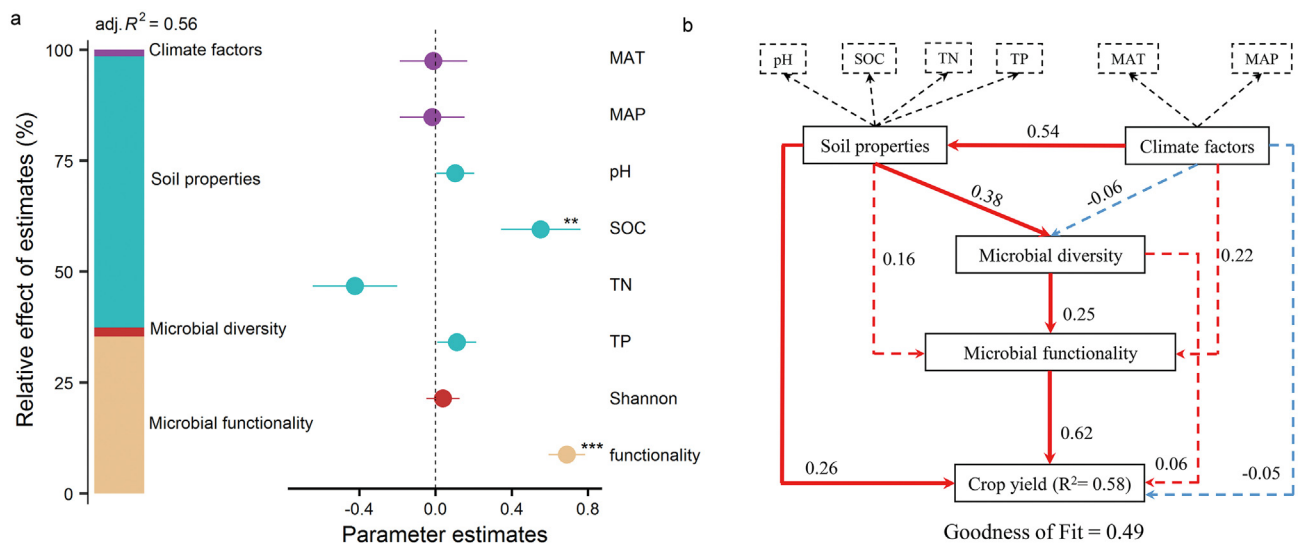 a
adj. R² = 0.56
Relative effect of estimates (%)
100
75
50
25
0
Climate factors
Soil properties
Microbial diversity
Microbial functionality
MAT
MAP
pH
SOC
**
TN
TP
Shannon
*** functionality
-0.4 0.0 0.4 0.8
Parameter estimates
b
pH SOC TN TP MAT MAP
Soil properties
0.54
Climate factors
0.38
-0.06
Microbial diversity
0.16
0.22
0.25
Microbial functionality
0.62
0.26
0.06
-0.05
Crop yield (R²= 0.58)
Goodness of Fit = 0.49